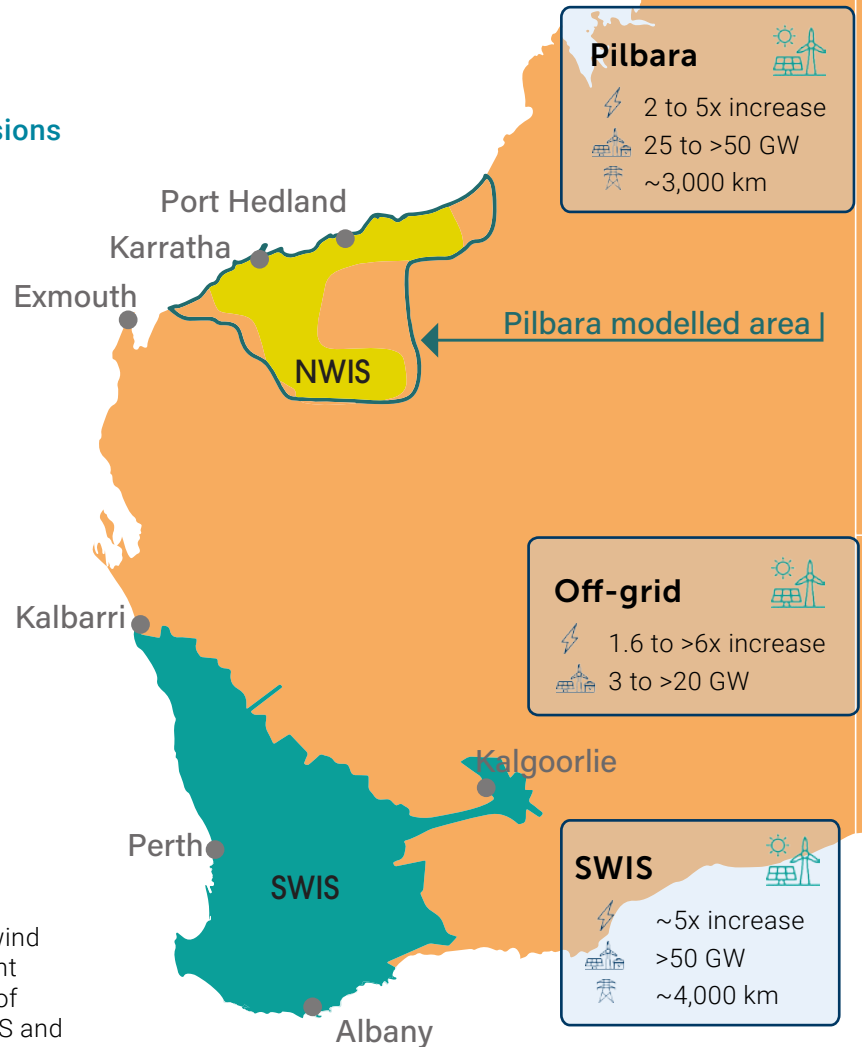 Pilbara
2 to 5x increase
25 to >50 GW
~3,000 km
sions
Port Hedland
Karratha
Exmouth
Pilbara modelled area
NWIS
Off-grid
1.6 to >6x increase
3 to >20 GW
Kalbarri
Kalgoorlie
Perth
SWIS
SWIS
~5x increase
>50 GW
~4,000 km
wind
nt
of
S and
Albany